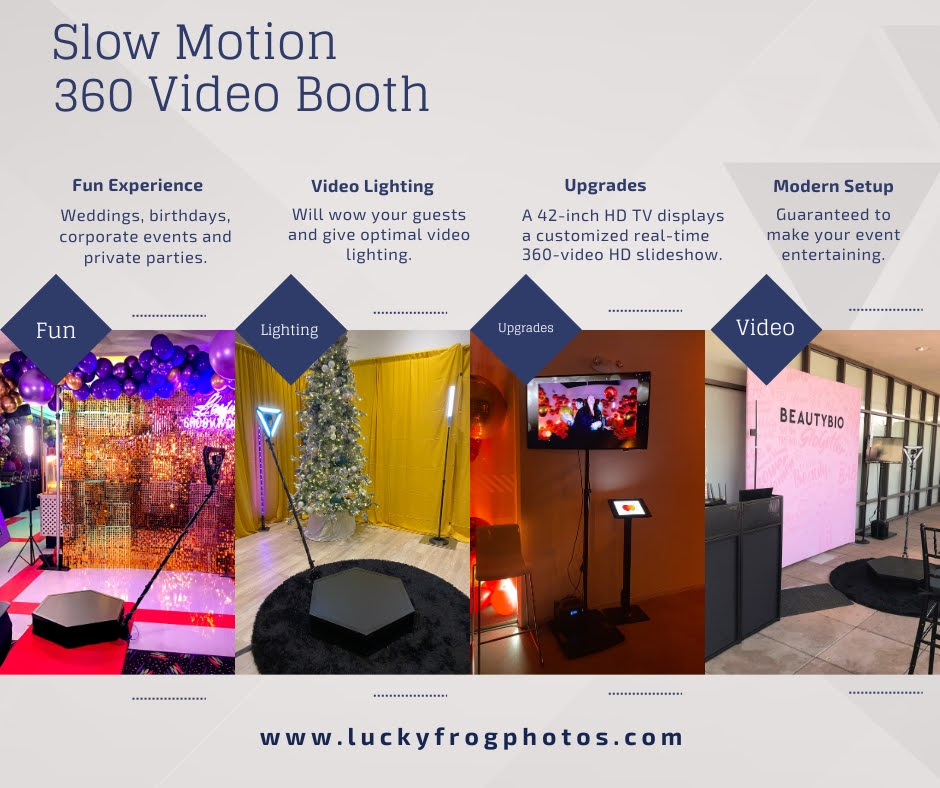 Slow Motion
360 Video Booth
Fun Experience
Weddings, birthdays,
corporate events and
private parties.
Video Lighting
Will wow your guests
and give optimal video
lighting.
Upgrades
A 42-inch HD TV displays
a customized real-time
360-video HD slideshow.
Modern Setup
Guaranteed to
make your event
entertaining.
Fun
Lighting
Upgrades
Video
BEAUTYBIO
www.luckyfrogphotos.com